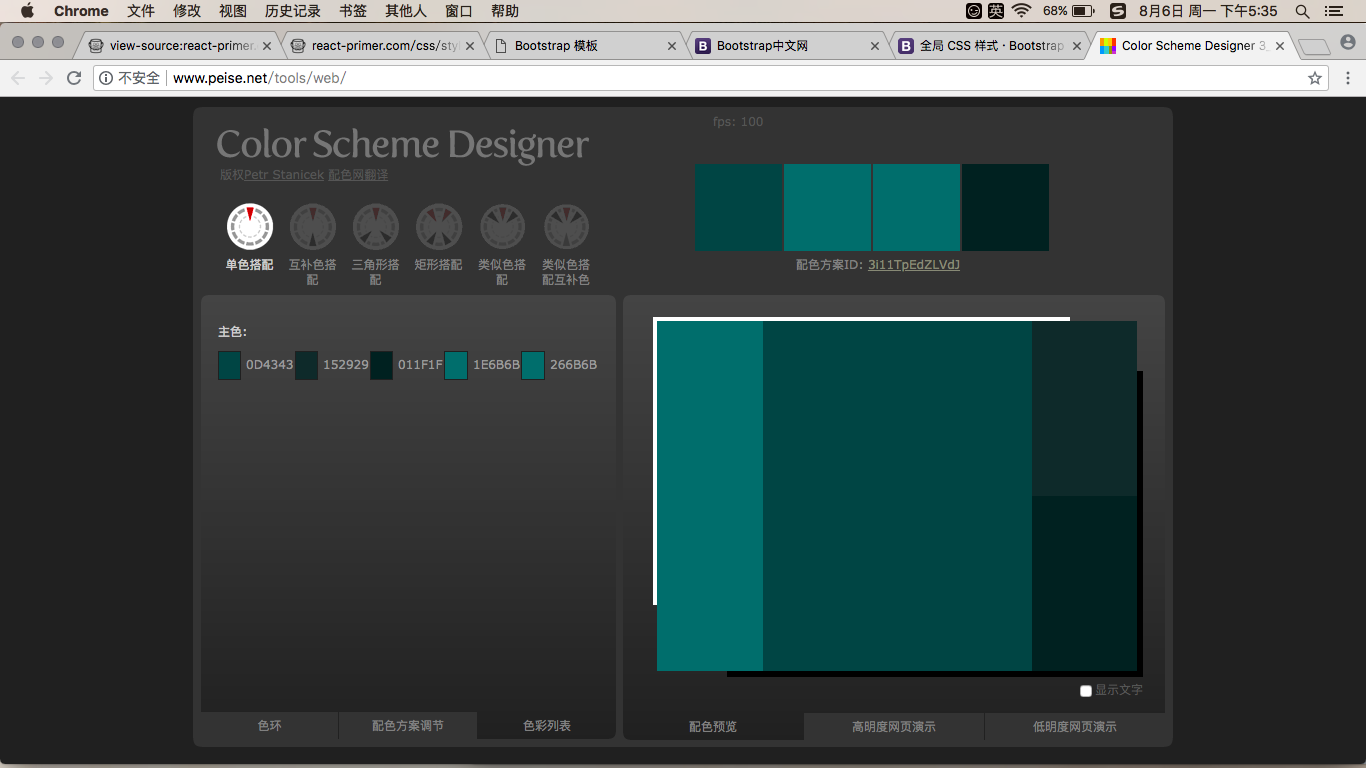 Chrome 文件 修改 视图 历史记录 书签 其他人 窗口 帮助 英 68% 8月6日 周一 下午5:35
view-source:react-primer. react-primer.com/css/sty Bootstrap 模板 Bootstrap中文网 全局 CSS 样式 · Bootstrap Color Scheme Designer 3
不安全 www.peise.net/tools/web/
fps: 100
Color Scheme Designer
版权Petr Stanicek 配色网翻译
单色搭配 互补色搭配 三角形搭配 矩形搭配 类似色搭配 类似色搭配互补色
配色方案ID: 3i11TpEdZLVdJ
主色:
0D4343 152929 011F1F 1E6B6B 266B6B
显示文字
色环 配色方案调节 色彩列表 配色预览 高明度网页演示 低明度网页演示